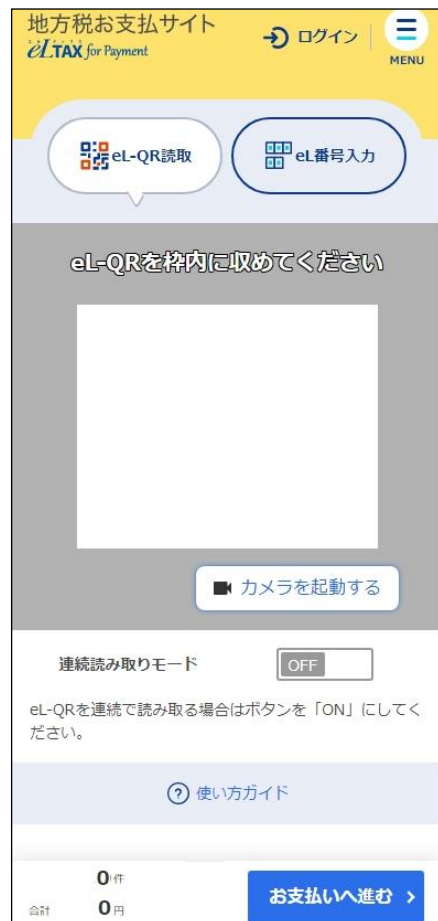 地方税お支払サイト
eLTAX for Payment
ログイン
MENU
eL-QR読取
eL番号入力
eL-QRを枠内に収めてください
カメラを起動する
連続読み取りモード OFF
eL-QRを連続で読み取る場合はボタンを「ON」にしてく
ださい。
? 使い方ガイド
0件
合計 0円
お支払いへ進む